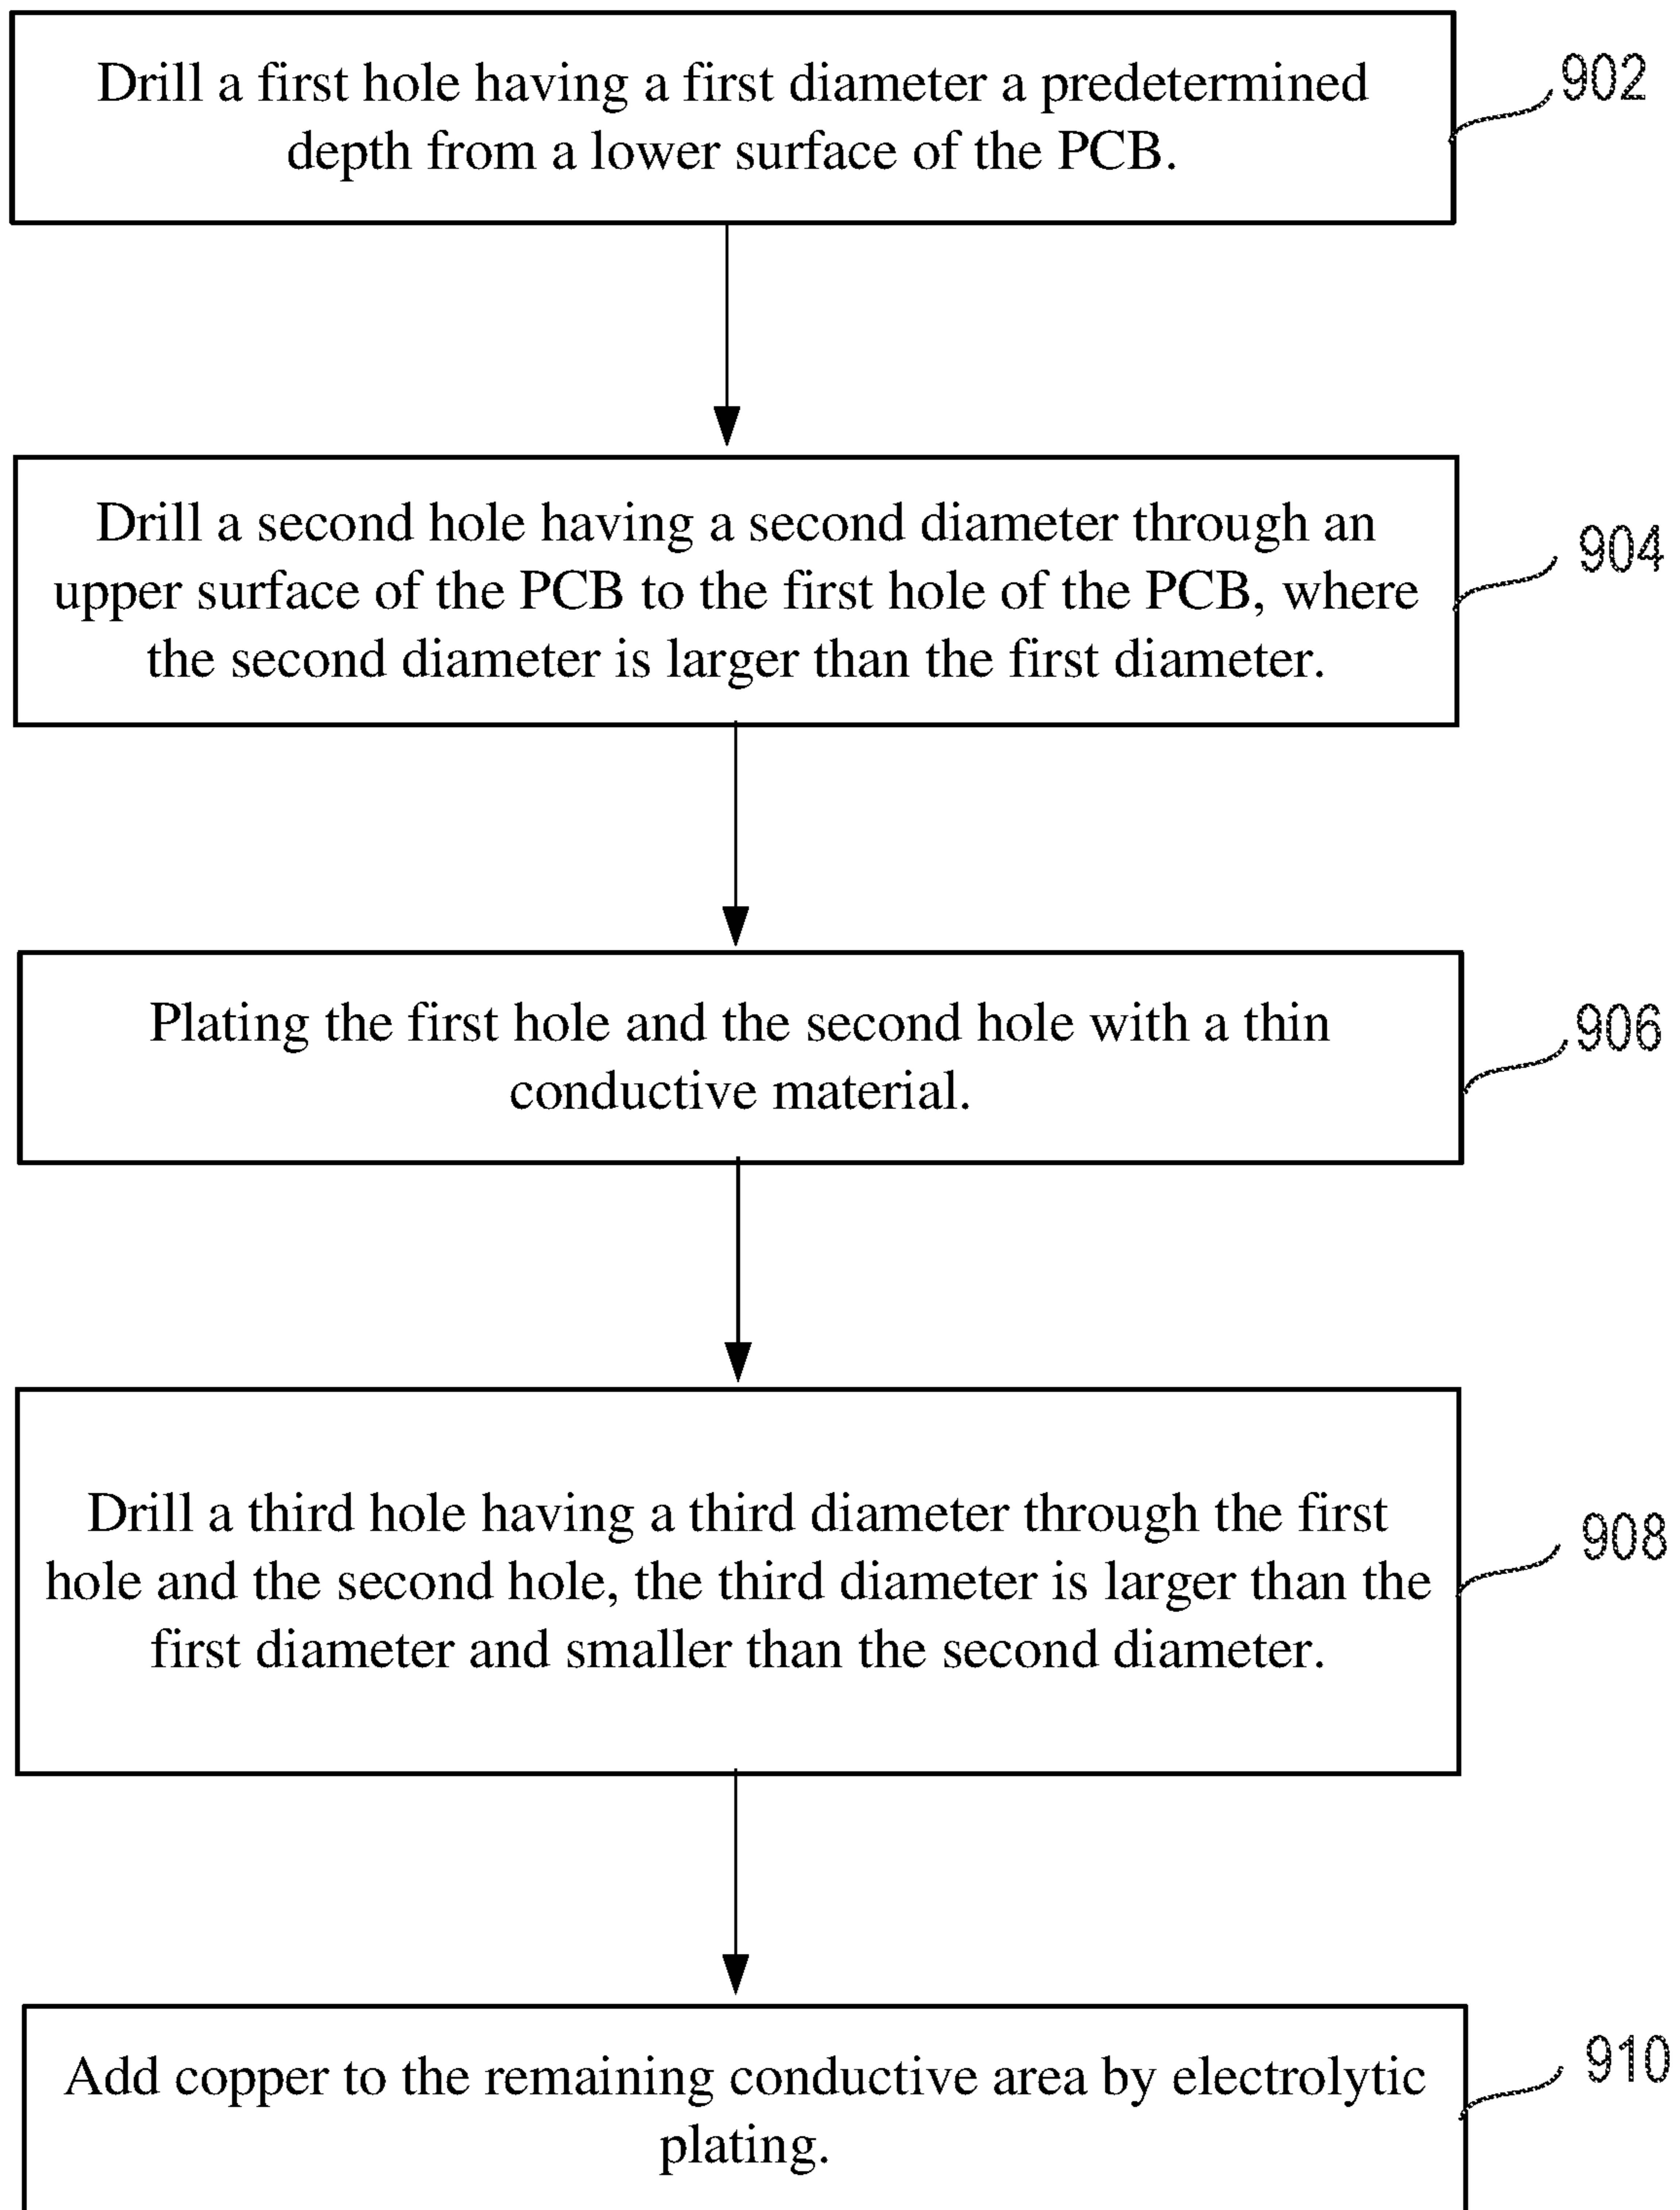 Drill a first hole having a first diameter a predetermined
depth from a lower surface of the PCB.
902
Drill a second hole having a second diameter through an
upper surface of the PCB to the first hole of the PCB, where
the second diameter is larger than the first diameter.
904
Plating the first hole and the second hole with a thin
conductive material.
906
Drill a third hole having a third diameter through the first
hole and the second hole, the third diameter is larger than the
first diameter and smaller than the second diameter.
908
Add copper to the remaining conductive area by electrolytic
plating.
910